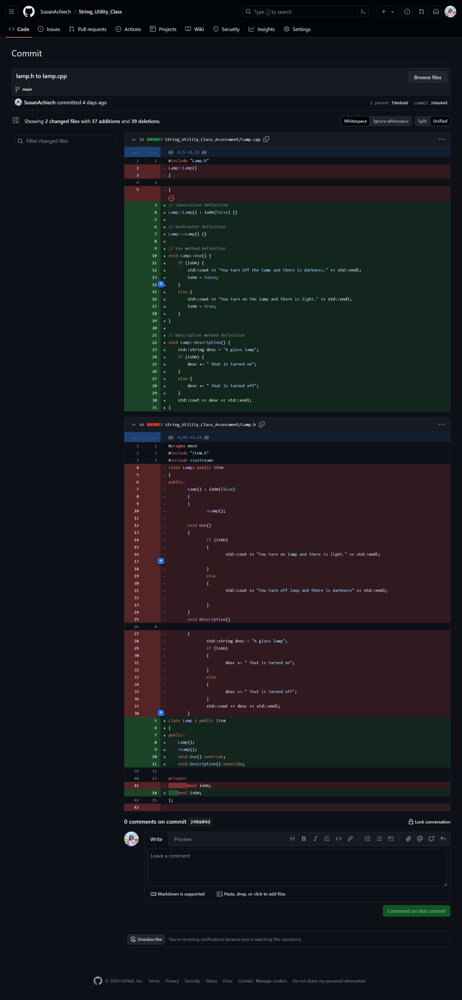 SusanAchiech / String_Utility_Class
Type / to search
Code Issues Pull requests Actions Projects Wiki Security Insights Settings
Commit
lamp.h to lamp.cpp
Browse files
main
SusanAchiech committed 4 days ago
1 parent f80de0d commit 240a04d
Showing 2 changed files with 37 additions and 39 deletions.
Whitespace Ignore whitespace Split Unified
Filter changed files
32 String_Utility_Class_Assessment/Lamp.cpp
... ... @@ -1,5 +1,31 @@
1 1 #include "Lamp.h"
2 - Lamp::Lamp()
3 - {
4 2
5 - }
3 + // Constructor definition
4 + Lamp::Lamp() : isOn(false) {}
5 +
6 + // Destructor definition
7 + Lamp::~Lamp() {}
8 +
9 + // Use method definition
10 + void Lamp::Use() {
11 + if (isOn) {
12 + std::cout << "You turn off the lamp and there is darkness." << std::endl;
13 + isOn = false;
14 + }
15 + else {
16 + std::cout << "You turn on the lamp and there is light." << std::endl;
17 + isOn = true;
18 + }
19 + }
20 +
21 + // Description method definition
22 + void Lamp::Description() {
23 + std::string desc = "A glass lamp";
24 + if (isOn) {
25 + desc += " that is turned on";
26 + }
27 + else {
28 + desc += " that is turned off";
29 + }
30 + std::cout << desc << std::endl;
31 + }
44 String_Utility_Class_Assessment/Lamp.h
... ... @@ -1,43 +1,15 @@
1 1 #pragma once
2 2 #include "Item.h"
3 3 #include <iostream>
4 - class Lamp: public Item
5 - {
6 - public:
7 - Lamp() : isOn(false)
8 - {
9 - }
10 - ~Lamp();
11 -
12 - void Use()
13 - {
14 - if (isOn)
15 - {
16 - std::cout << "You turn on lamp and there is light." << std::endl;
17 -
18 - }
19 - else
20 - {
21 - std::cout << "You turn off lanp and there is darkness" << std::endl;
22 -
23 - }
24 - }
25 - void Description()
26 4
27 - {
28 - std::string desc = "A glass lamp";
29 - if (isOn)
30 - {
31 - desc += " that is turned on";
32 - }
33 - else
34 - {
35 - desc += " that is turned off";
36 - }
37 - std::cout << desc << std::endl;
38 - }
5 + class Lamp : public Item
6 + {
7 + public:
8 + Lamp();
9 + ~Lamp();
10 + void Use() override;
11 + void Description() override;
39 12
40 13 private:
41 - bool isOn;
14 + bool isOn;
42 15 };
43 -
0 comments on commit 240a04d
Lock conversation
Write Preview
Leave a comment
Markdown is supported Paste, drop, or click to add files
Comment on this commit
Unsubscribe You're receiving notifications because you're watching this repository.
© 2024 GitHub, Inc. Terms Privacy Security Status Docs Contact Manage cookies Do not share my personal information